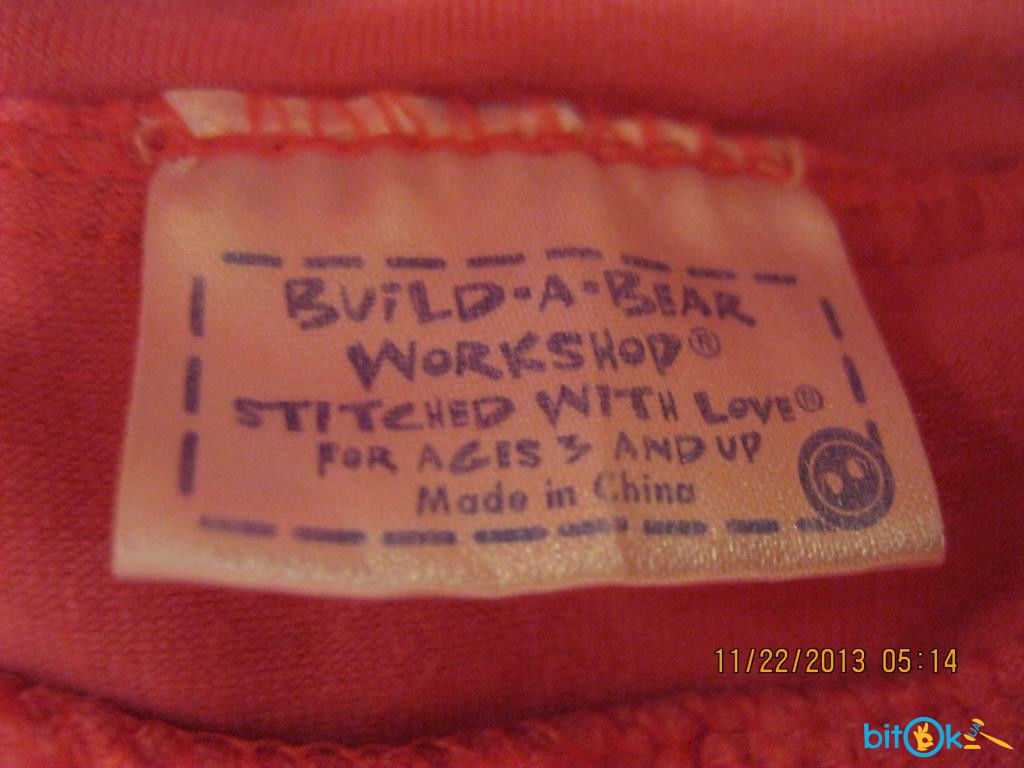 BUiLD-A-BEAR
WORKSHOP®
STITCHED WITH LOVE®
FOR AGES 3 AND UP
Made in China
11/22/2013 05:14
bitok.UA